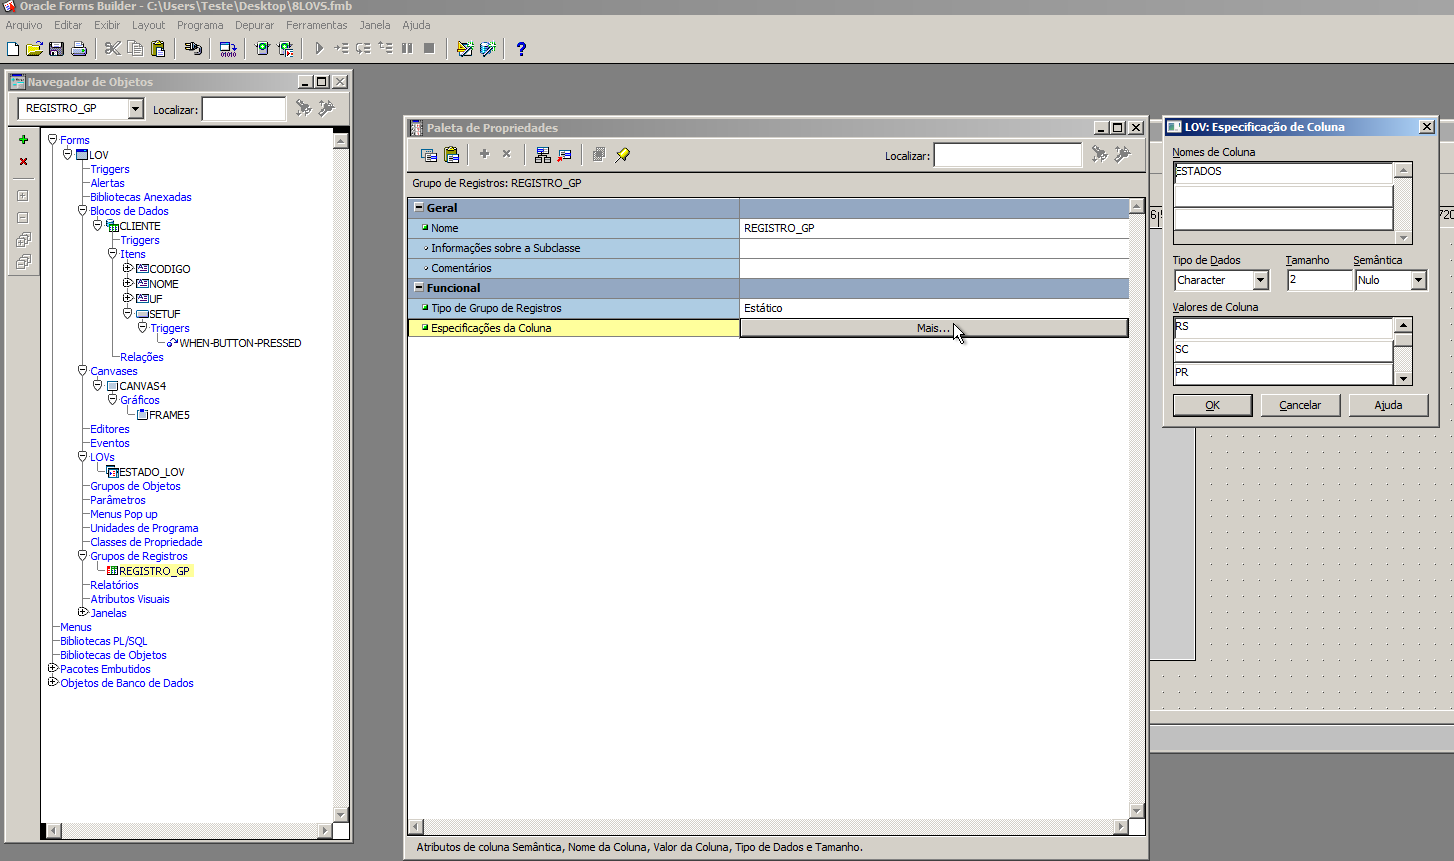 Oracle Forms Builder - C:\Users\Teste\Desktop\8LOVS.fmb
Arquivo Editar Exibir Layout Programa Depurar Ferramentas Janela Ajuda
Navegador de Objetos
REGISTRO_GP Localizar:
Forms
LOV
Triggers
Alertas
Bibliotecas Anexadas
Blocos de Dados
CLIENTE
Triggers
Itens
CODIGO
NOME
UF
SETUF
Triggers
WHEN-BUTTON-PRESSED
Relações
Canvases
CANVAS4
Gráficos
FRAME5
Editores
Eventos
LOVs
ESTADO_LOV
Grupos de Objetos
Parâmetros
Menus Pop up
Unidades de Programa
Classes de Propriedade
Grupos de Registros
REGISTRO_GP
Relatórios
Atributos Visuais
Janelas
Menus
Bibliotecas PL/SQL
Bibliotecas de Objetos
Pacotes Embutidos
Objetos de Banco de Dados
Paleta de Propriedades
Localizar:
Grupo de Registros: REGISTRO_GP
Geral
Nome REGISTRO_GP
Informações sobre a Subclasse
Comentários
Funcional
Tipo de Grupo de Registros Estático
Especificações da Coluna Mais...
Atributos de coluna Semântica, Nome da Coluna, Valor da Coluna, Tipo de Dados e Tamanho.
LOV: Especificação de Coluna
Nomes de Coluna
ESTADOS
Tipo de Dados Tamanho Semântica
Character 2 Nulo
Valores de Coluna
RS
SC
PR
OK Cancelar Ajuda